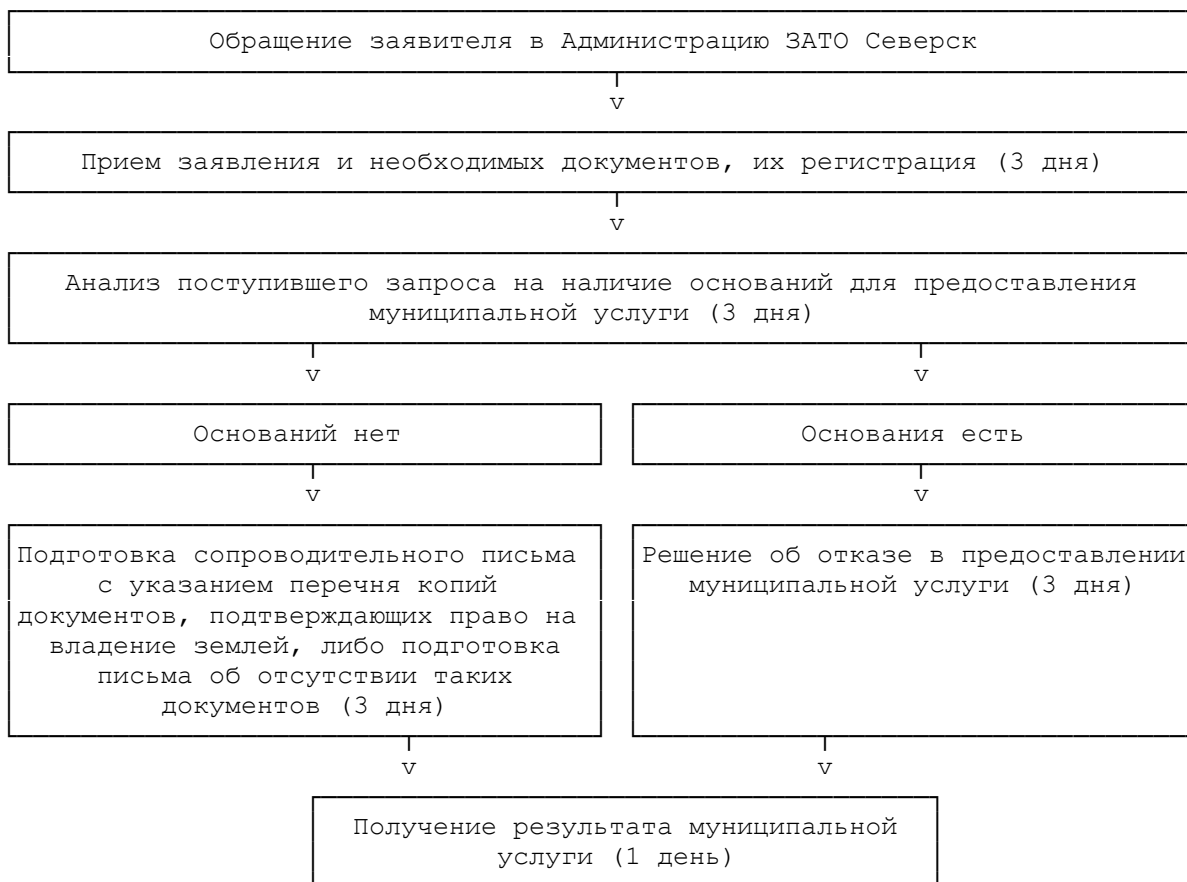 Обращение заявителя в Администрацию ЗАТО Северск
v
Прием заявления и необходимых документов, их регистрация (3 дня)
v
Анализ поступившего запроса на наличие оснований для предоставления
муниципальной услуги (3 дня)
v v
Оснований нет
Основания есть
v v
Подготовка сопроводительного письма
с указанием перечня копий
документов, подтверждающих право на
владение землей, либо подготовка
письма об отсутствии таких
документов (3 дня)
Решение об отказе в предоставлении
муниципальной услуги (3 дня)
v v
Получение результата муниципальной
услуги (1 день)